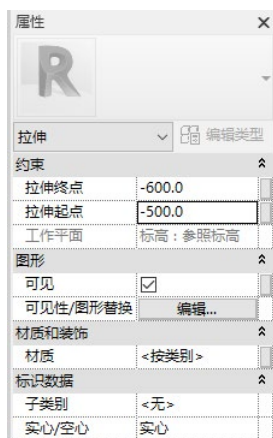 属性
拉伸
编辑类型
约束
拉伸终点 -600.0
拉伸起点 -500.0
工作平面 标高：参照标高
图形
可见
可见性/图形替换 编辑...
材质和装饰
材质 <按类别>
标识数据
子类别 <无>
实心/空心 实心